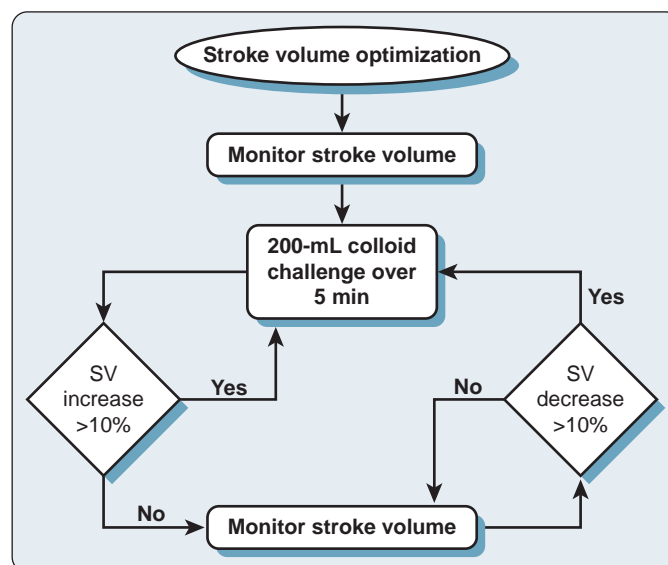 Stroke volume optimization
Monitor stroke volume
200-mL colloid
challenge over
5 min
Yes
SV
increase
>10%
Yes
No
SV
decrease
>10%
No
Monitor stroke volume